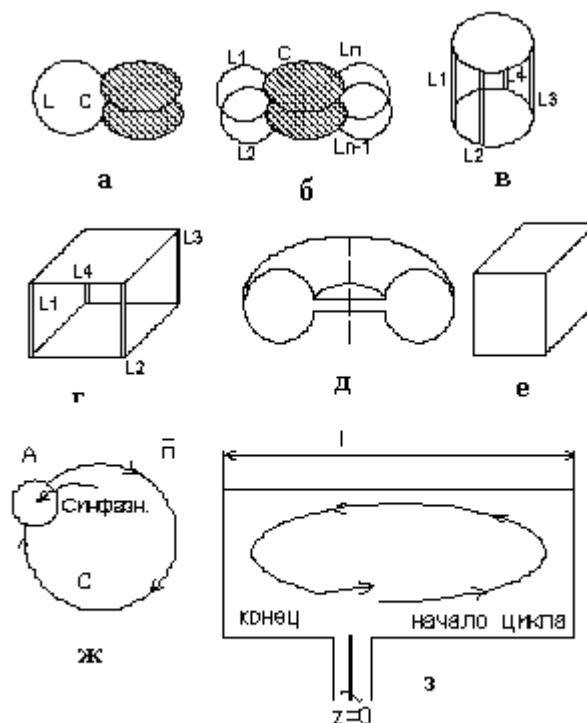 L C
а
L1 C Ln
L2 Ln-1
б
L1 L4 L3
L2
в
L3
L4
L1
L2
г
д
е
A П̅
Синфазн.
C
ж
l
конец начало цикла
z=0
з